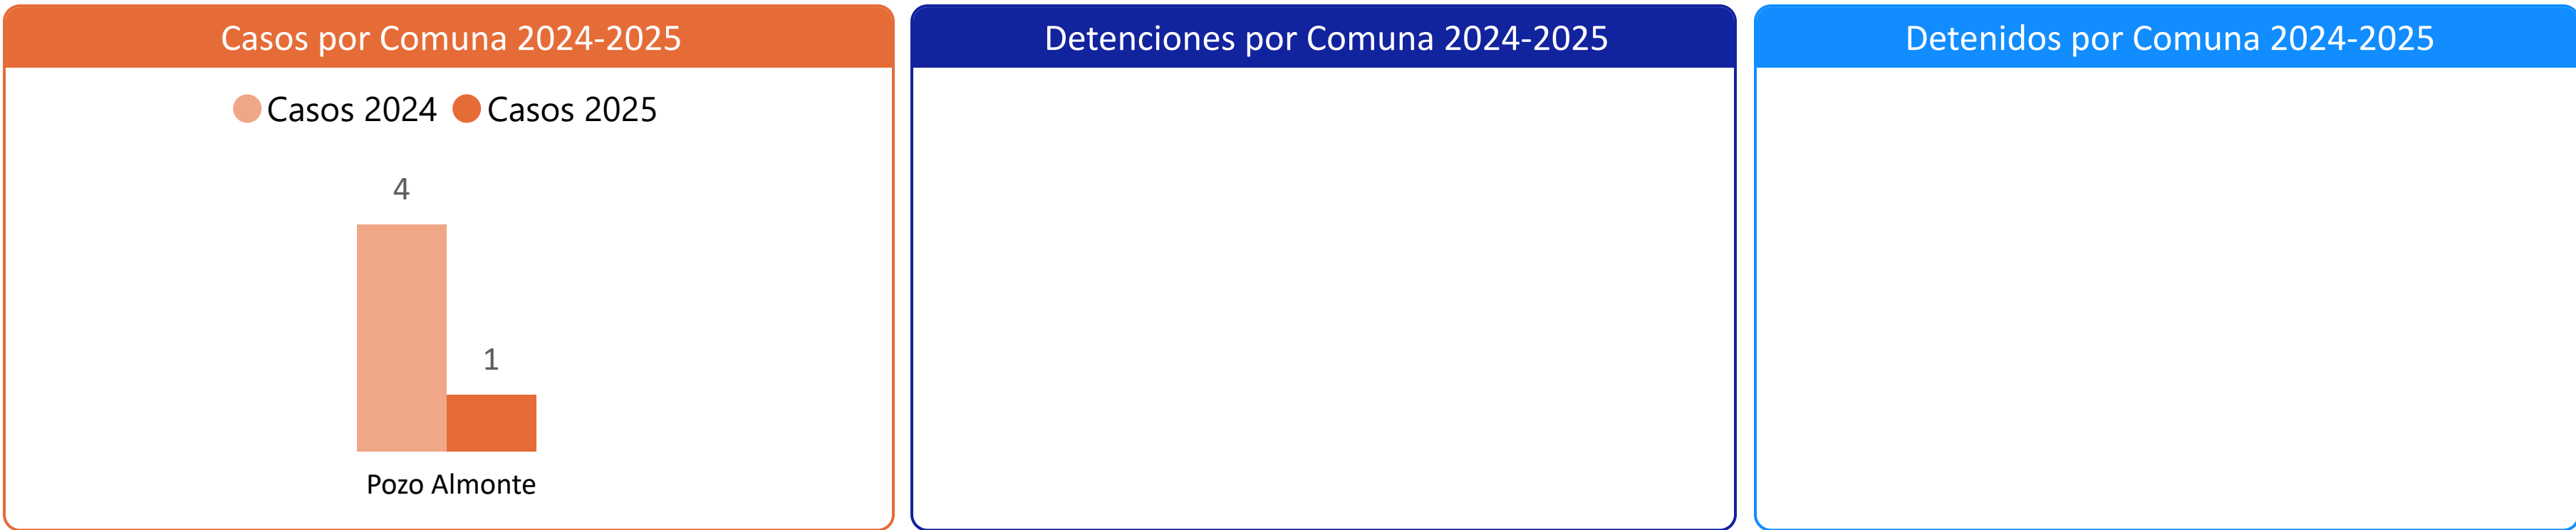 Casos por Comuna 2024-2025
Casos 2024 Casos 2025
4
1
Pozo Almonte
Detenciones por Comuna 2024-2025
Detenidos por Comuna 2024-2025